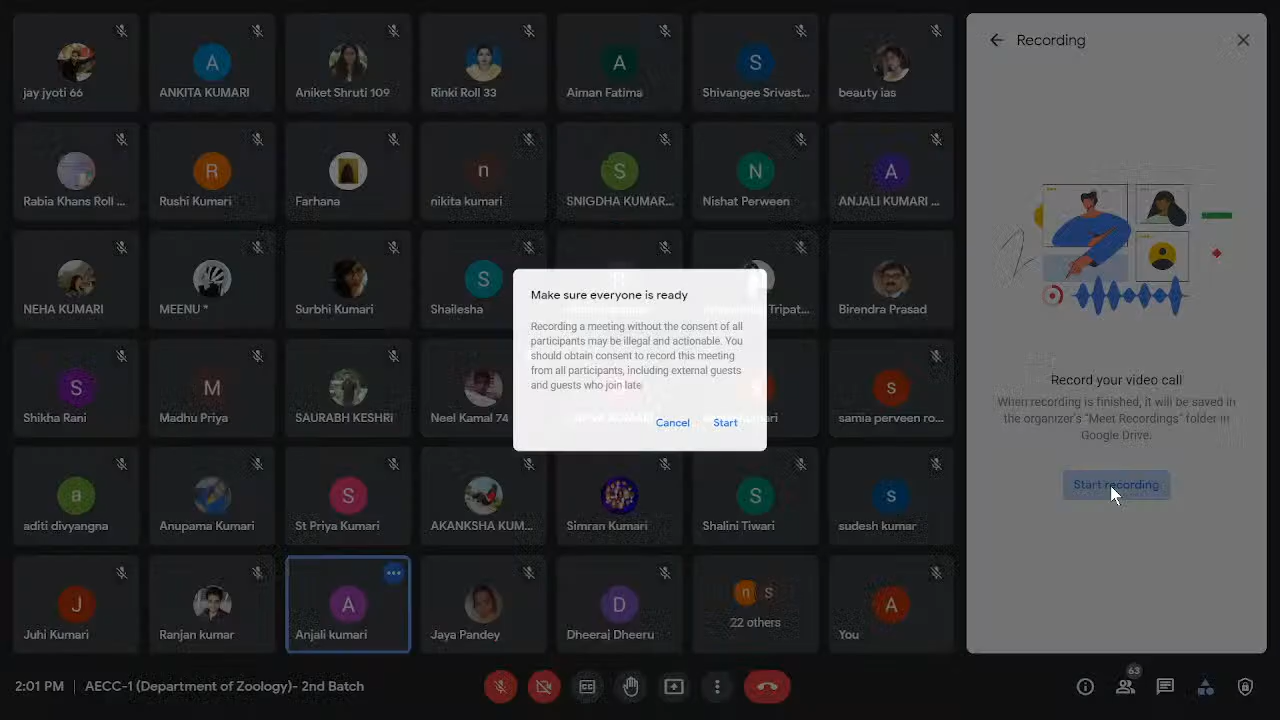 jay jyoti 66
ANKITA KUMARI
Aniket Shruti 109
Rinki Roll 33
Aiman Fatima
Shivangee Srivast...
beauty ias
Rabia Khans Roll ...
Rushi Kumari
Farhana
nikita kumari
SNIGDHA KUMAR...
Nishat Perween
ANJALI KUMARI ...
NEHA KUMARI
MEENU *
Surbhi Kumari
Shailesha
Tripat...
Birendra Prasad
Shikha Rani
Madhu Priya
SAURABH KESHRI
Neel Kamal 74
samia perveen ro...
aditi divyangna
Anupama Kumari
St Priya Kumari
AKANKSHA KUM...
Simran Kumari
Shalini Tiwari
sudesh kumar
Juhi Kumari
Ranjan kumar
Anjali kumari
Jaya Pandey
Dheeraj Dheeru
22 others
You
A
S
R
n
S
N
A
S
S
M
s
a
S
S
s
J
A
D
n S
A
Make sure everyone is ready
Recording a meeting without the consent of all
participants may be illegal and actionable. You
should obtain consent to record this meeting
from all participants, including external guests
and guests who join late
Cancel Start
Recording
Record your video call
When recording is finished, it will be saved in
the organizer's "Meet Recordings" folder in
Google Drive.
Start recording
2:01 PM | AECC-1 (Department of Zoology)- 2nd Batch
63